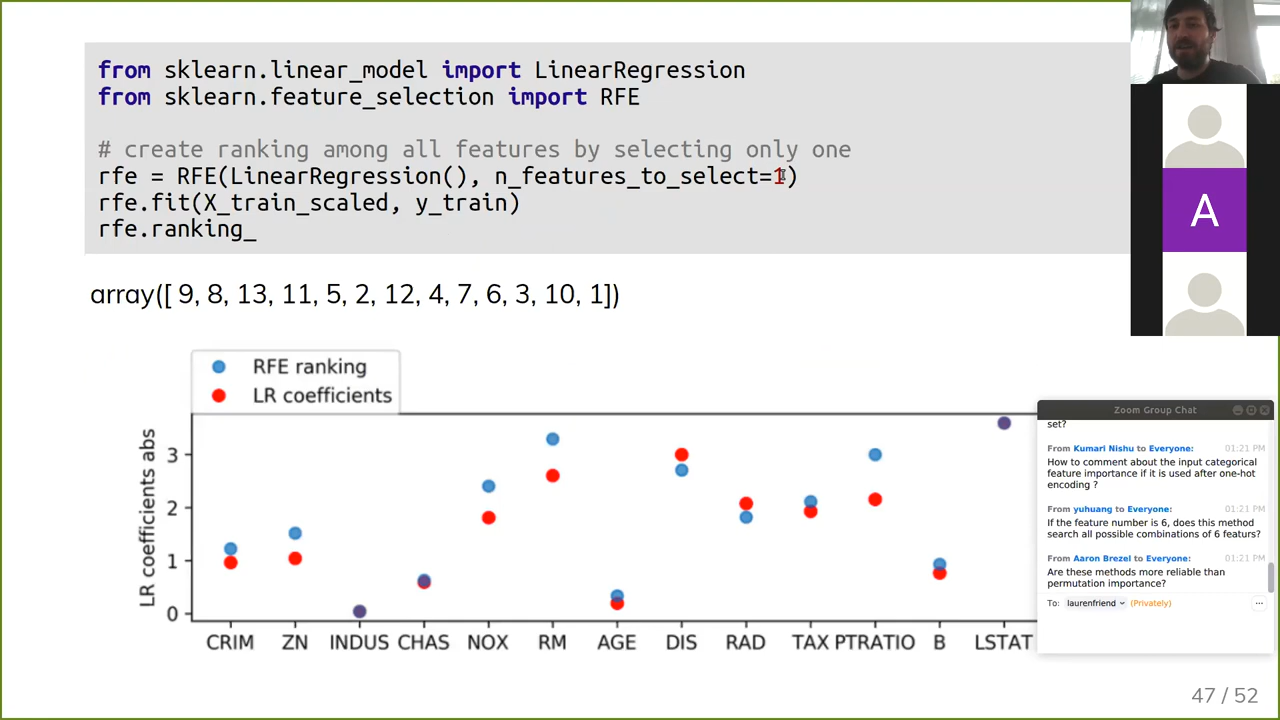 from sklearn.linear_model import LinearRegression
from sklearn.feature_selection import RFE
# create ranking among all features by selecting only one
rfe = RFE(LinearRegression(), n_features_to_select=1)
rfe.fit(X_train_scaled, y_train)
rfe.ranking_
array([ 9, 8, 13, 11, 5, 2, 12, 4, 7, 6, 3, 10, 1])
RFE ranking
LR coefficients
LR coefficients abs
3
2
1
0
CRIM ZN INDUS CHAS NOX RM AGE DIS RAD TAX PTRATIO B LSTAT
A
Zoom Group Chat
set?
From Kumari Nishu to Everyone: 01:21 PM
How to comment about the input categorical
feature importance if it is used after one-hot
encoding ?
From yuhuang to Everyone: 01:21 PM
If the feature number is 6, does this method
search all possible combinations of 6 featurs?
From Aaron Brezel to Everyone: 01:21 PM
Are these methods more reliable than
permutation importance?
To: laurenfriend (Privately) ...
47 / 52